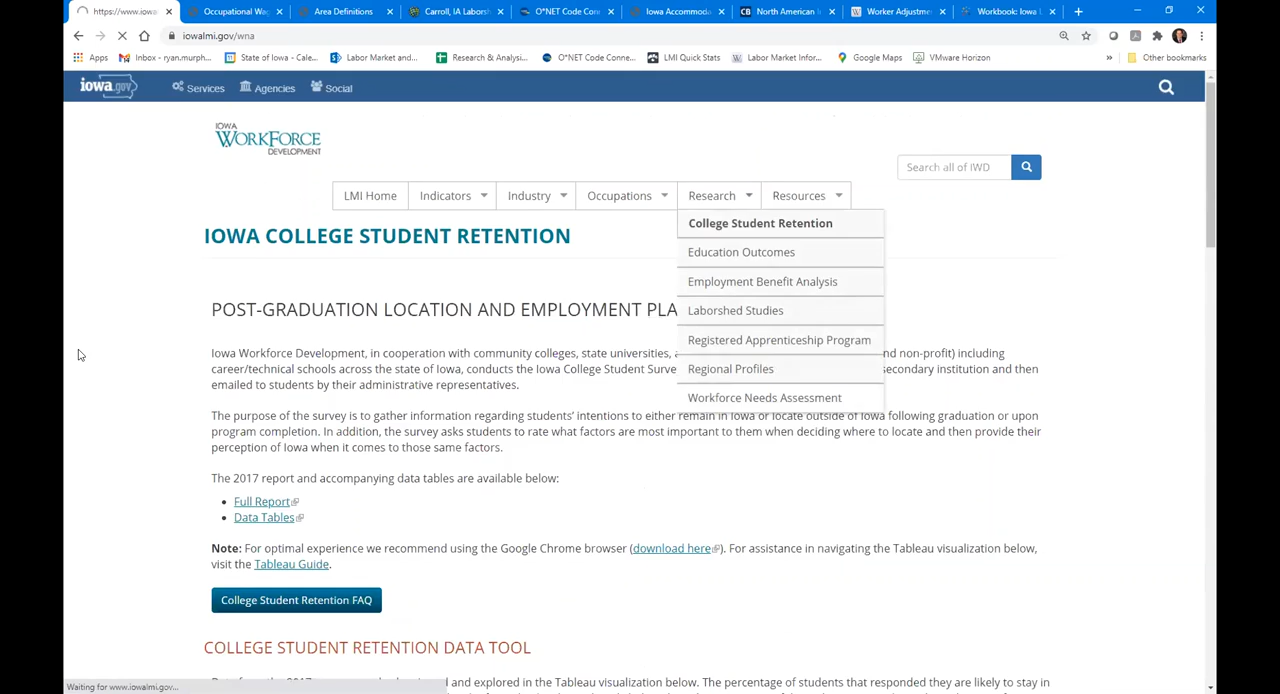 https://www.iowa
Occupational Wa
Area Definitions
Carroll, IA Laborsh
O*NET Code Con
Iowa Accommoda
North American I
Worker Adjustme
Workbook: Iowa L
iowalmi.gov/wna
Apps
Inbox - ryan.murph...
State of Iowa - Cale...
Labor Market and...
Research & Analysi...
O*NET Code Conne...
LMI Quick Stats
Labor Market Infor...
Google Maps
VMware Horizon
»
Other bookmarks
iowa.gov
Services
Agencies
Social
IOWA
WORKFORCE
DEVELOPMENT
Search all of IWD
LMI Home
Indicators
Industry
Occupations
Research
Resources
College Student Retention
Education Outcomes
Employment Benefit Analysis
Laborshed Studies
Registered Apprenticeship Program
Regional Profiles
Workforce Needs Assessment
IOWA COLLEGE STUDENT RETENTION
POST-GRADUATION LOCATION AND EMPLOYMENT PLA
Iowa Workforce Development, in cooperation with community colleges, state universities, a nd non-profit) including
career/technical schools across the state of Iowa, conducts the Iowa College Student Surve secondary institution and then
emailed to students by their administrative representatives.
The purpose of the survey is to gather information regarding students' intentions to either remain in Iowa or locate outside of Iowa following graduation or upon
program completion. In addition, the survey asks students to rate what factors are most important to them when deciding where to locate and then provide their
perception of Iowa when it comes to those same factors.
The 2017 report and accompanying data tables are available below:
• Full Report
• Data Tables
Note: For optimal experience we recommend using the Google Chrome browser (download here). For assistance in navigating the Tableau visualization below,
visit the Tableau Guide.
College Student Retention FAQ
COLLEGE STUDENT RETENTION DATA TOOL
Waiting for www.iowalmi.gov...
and explored in the Tableau visualization below. The percentage of students that responded they are likely to stay in